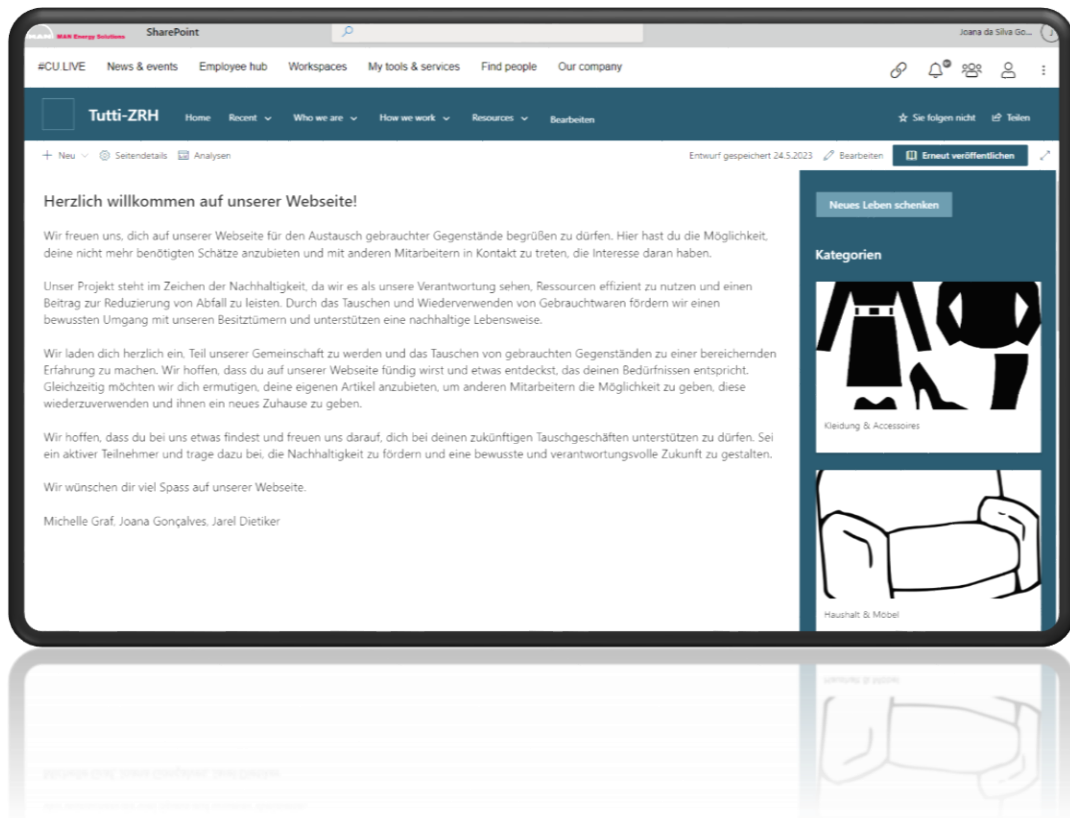 MAN MAN Energy Solutions SharePoint Joana da Silva Go... J
#CU LIVE News & events Employee hub Workspaces My tools & services Find people Our company
Tutti-ZRH Home Recent Who we are How we work Resources Bearbeiten Sie folgen nicht Teilen
Neu Seitendetails Analysen Entwurf gespeichert 24.5.2023 Bearbeiten Erneut veröffentlichen
Herzlich willkommen auf unserer Webseite!
Wir freuen uns, dich auf unserer Webseite für den Austausch gebrauchter Gegenstände begrüßen zu dürfen. Hier hast du die Möglichkeit,
deine nicht mehr benötigten Schätze anzubieten und mit anderen Mitarbeitern in Kontakt zu treten, die Interesse daran haben.
Unser Projekt steht im Zeichen der Nachhaltigkeit, da wir es als unsere Verantwortung sehen, Ressourcen effizient zu nutzen und einen
Beitrag zur Reduzierung von Abfall zu leisten. Durch das Tauschen und Wiederverwenden von Gebrauchtwaren fördern wir einen
bewussten Umgang mit unseren Besitztümern und unterstützen eine nachhaltige Lebensweise.
Wir laden dich herzlich ein, Teil unserer Gemeinschaft zu werden und das Tauschen von gebrauchten Gegenständen zu einer bereichernden
Erfahrung zu machen. Wir hoffen, dass du auf unserer Webseite fündig wirst und etwas entdeckst, das deinen Bedürfnissen entspricht.
Gleichzeitig möchten wir dich ermutigen, deine eigenen Artikel anzubieten, um anderen Mitarbeitern die Möglichkeit zu geben, diese
wiederzuverwenden und ihnen ein neues Zuhause zu geben.
Wir hoffen, dass du bei uns etwas findest und freuen uns darauf, dich bei deinen zukünftigen Tauschgeschäften unterstützen zu dürfen. Sei
ein aktiver Teilnehmer und trage dazu bei, die Nachhaltigkeit zu fördern und eine bewusste und verantwortungsvolle Zukunft zu gestalten.
Wir wünschen dir viel Spass auf unserer Webseite.
Michelle Graf, Joana Gonçalves, Jarel Dietiker
Neues Leben schenken
Kategorien
Kleidung & Accessoires
Haushalt & Möbel